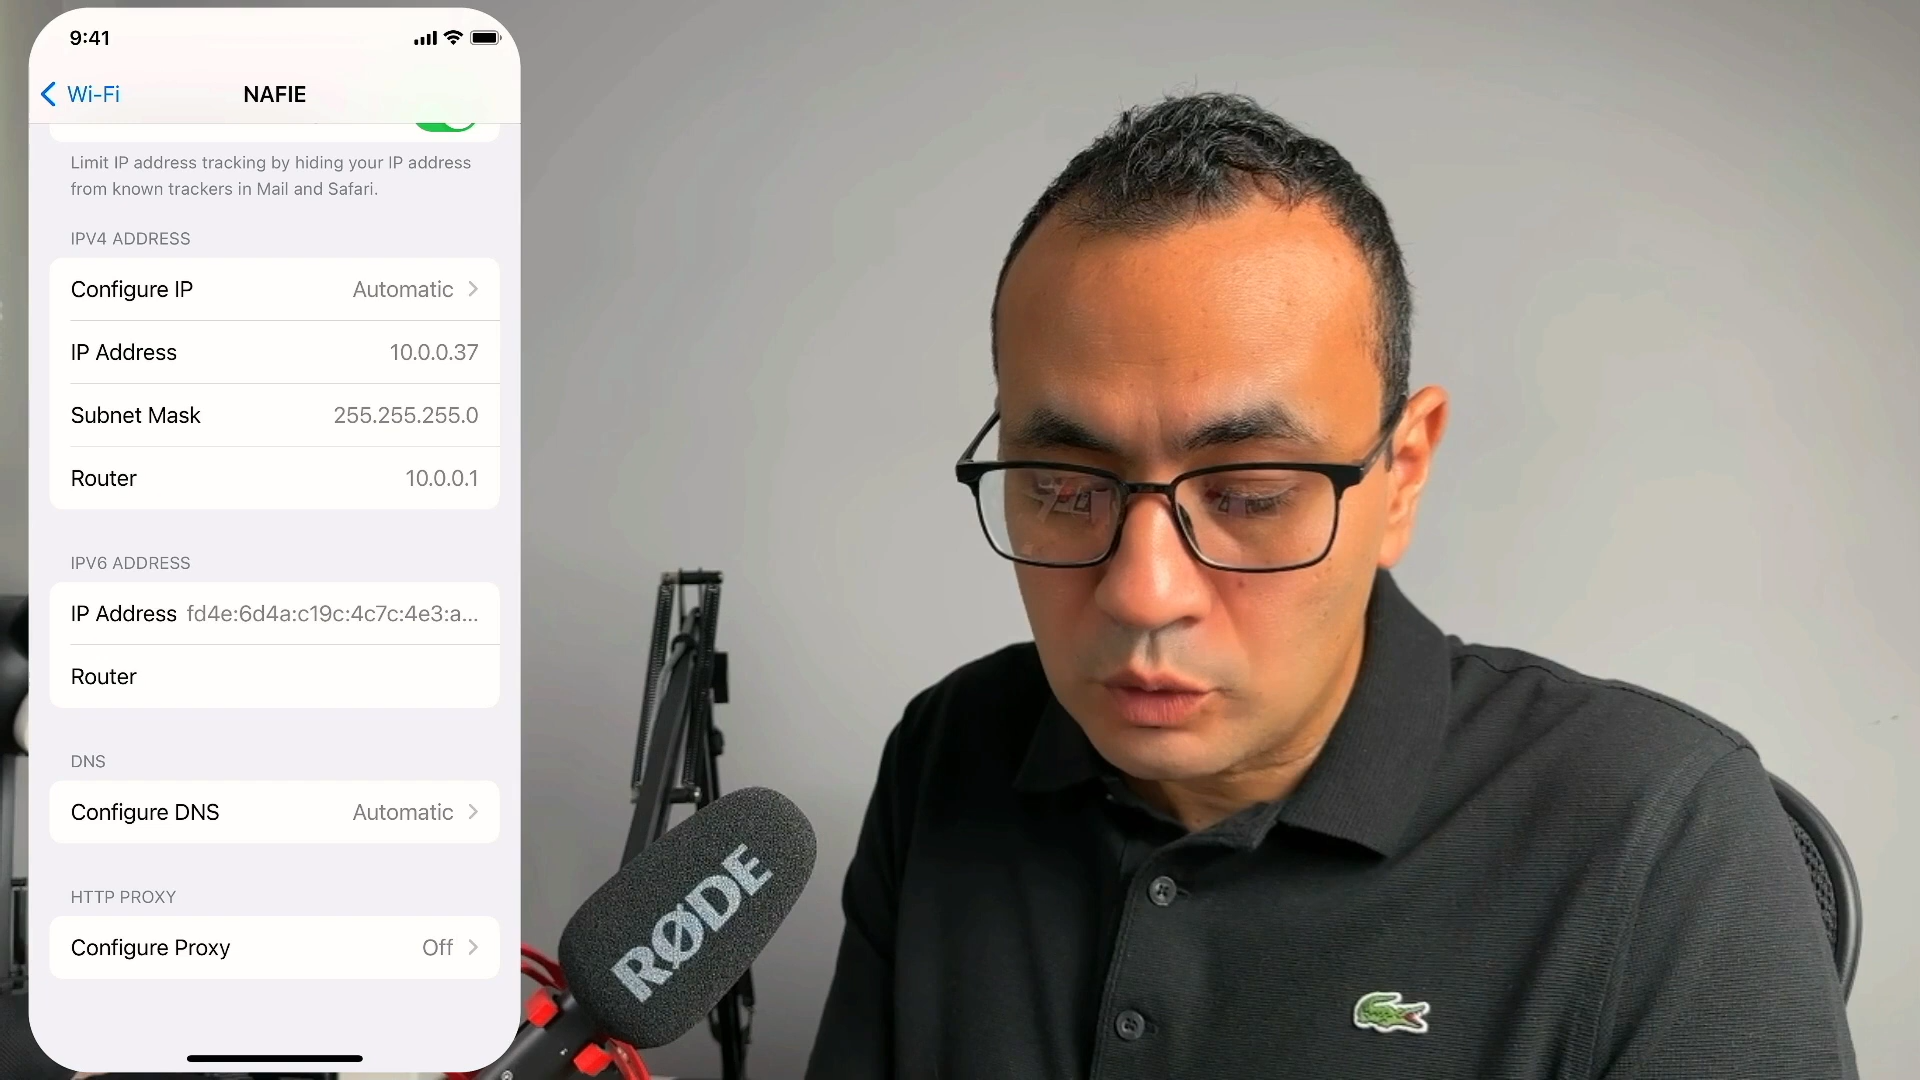 9:41
Wi-Fi
NAFIE
Limit IP address tracking by hiding your IP address
from known trackers in Mail and Safari.
IPV4 ADDRESS
Configure IP Automatic
IP Address 10.0.0.37
Subnet Mask 255.255.255.0
Router 10.0.0.1
IPV6 ADDRESS
IP Address fd4e:6d4a:c19c:4c7c:4e3:a...
Router
DNS
Configure DNS Automatic
HTTP PROXY
Configure Proxy Off
RØDE